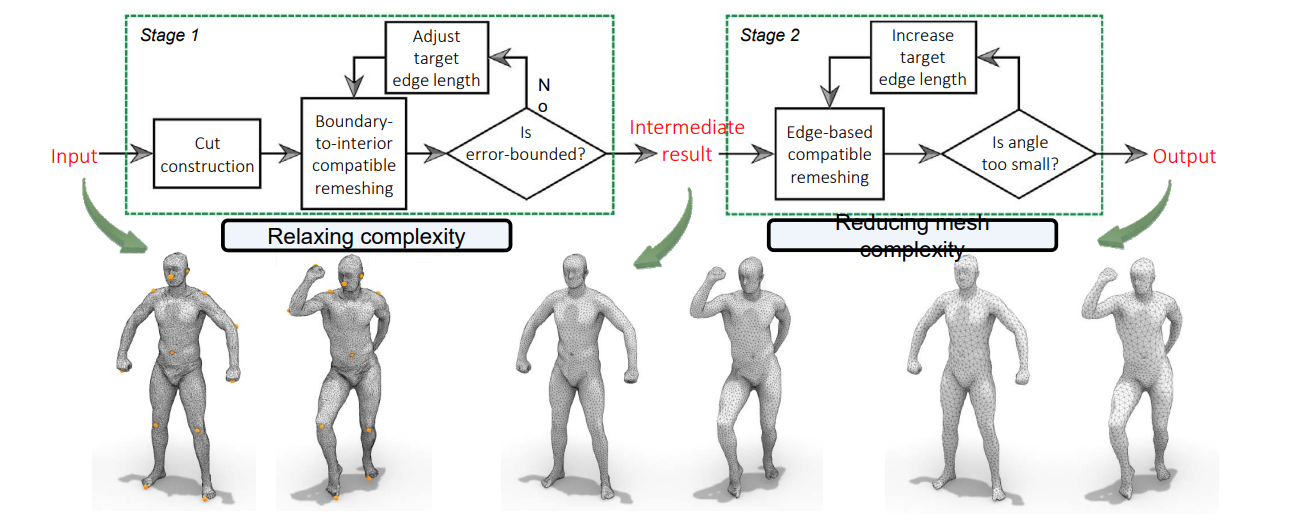 Stage 1
Adjust
target
edge length
N
o
Input
Cut
construction
Boundary-
to-interior
compatible
remeshing
Is
error-bounded?
Intermediate
result
Stage 2
Increase
target
edge length
Edge-based
compatible
remeshing
Is angle
too small?
Output
Relaxing complexity
Reducing mesh
complexity